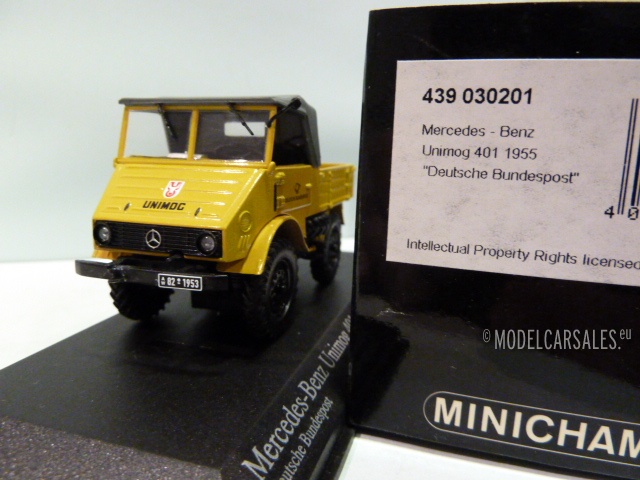 439 030201
Mercedes - Benz
Unimog 401 1955
"Deutsche Bundespost"
Intellectual Property Rights licensed
© MODELCARSALES.eu
MINICHAM
UNIMOG
82 1953
Mercedes-Benz Unimog
Deutsche Bundespost